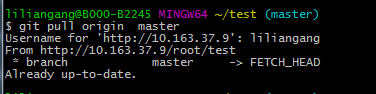 liliangang@B000-B2245 MINGW64 ~/test (master)
$ git pull origin  master
Username for 'http://10.163.37.9': liliangang
From http://10.163.37.9/root/test
 * branch            master     -> FETCH_HEAD
Already up-to-date.